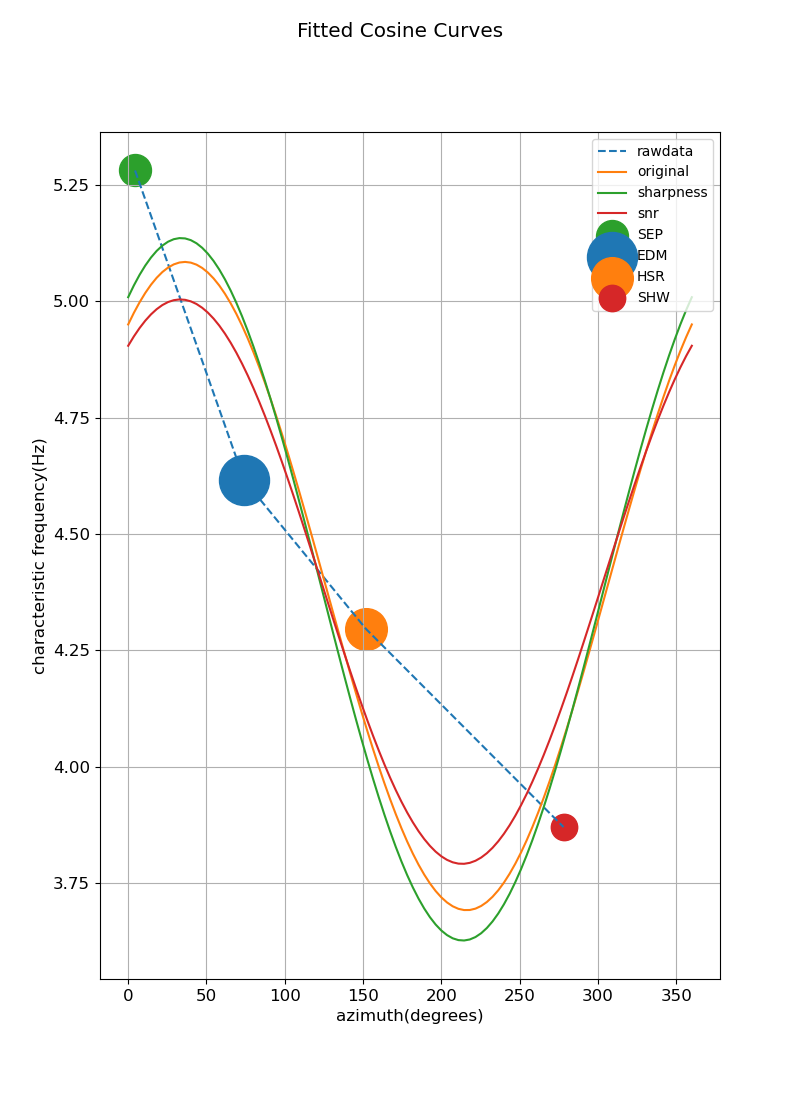 Fitted Cosine Curves
rawdata
original
sharpness
snr
SEP
EDM
HSR
SHW
5.25
5.00
4.75
4.50
4.25
4.00
3.75
characteristic frequency(Hz)
0 50 100 150 200 250 300 350
azimuth(degrees)